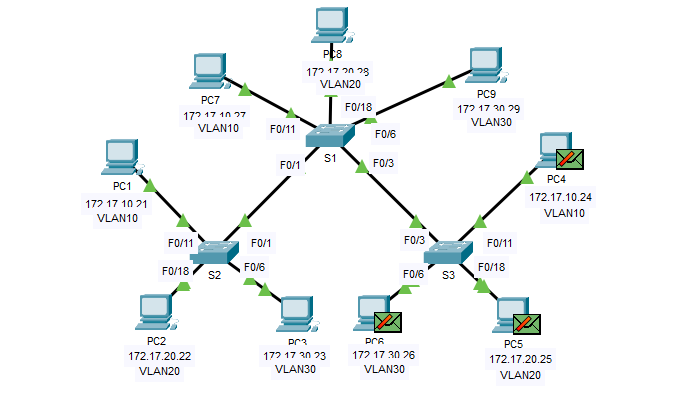 PC8
172.17.20.28
VLAN20
PC7
172.17.10.27
VLAN10
PC9
172.17.30.29
VLAN30
F0/18
F0/11
F0/6
S1
F0/1
F0/3
PC1
172.17.10.21
VLAN10
PC4
172.17.10.24
VLAN10
F0/11
F0/1
F0/18
F0/6
S2
F0/3
F0/11
F0/6
F0/18
S3
PC2
172.17.20.22
VLAN20
PC3
172.17.30.23
VLAN30
PC6
172.17.30.26
VLAN30
PC5
172.17.20.25
VLAN20